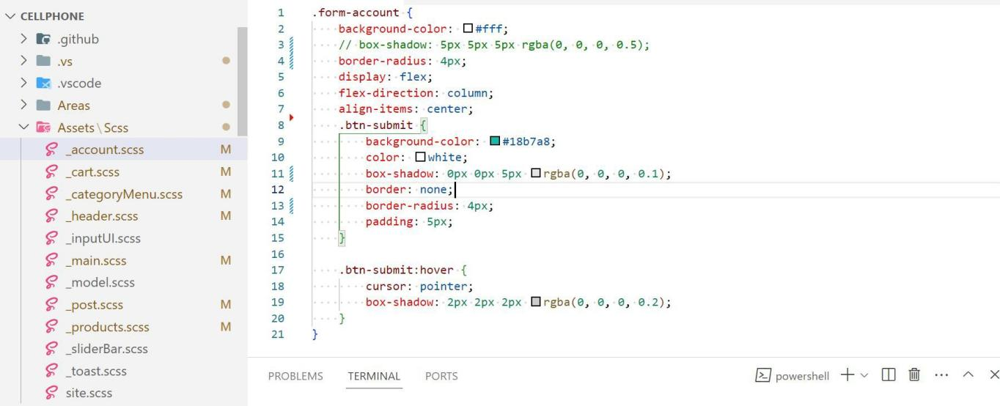 CELLPHONE
.github
.vs
.vscode
Areas
Assets\Scss
_account.scss M
_cart.scss M
_categoryMenu.scss M
_header.scss M
_inputUI.scss
_main.scss M
_model.scss
_post.scss M
_products.scss M
_sliderBar.scss
_toast.scss
site.scss
1 .form-account {
2     background-color: #fff;
3     // box-shadow: 5px 5px 5px rgba(0, 0, 0, 0.5);
4     border-radius: 4px;
5     display: flex;
6     flex-direction: column;
7     align-items: center;
8     .btn-submit {
9         background-color: #18b7a8;
10         color: white;
11         box-shadow: 0px 0px 5px rgba(0, 0, 0, 0.1);
12         border: none;
13         border-radius: 4px;
14         padding: 5px;
15     }
16
17     .btn-submit:hover {
18         cursor: pointer;
19         box-shadow: 2px 2px 2px rgba(0, 0, 0, 0.2);
20     }
21 }
PROBLEMS TERMINAL PORTS powershell